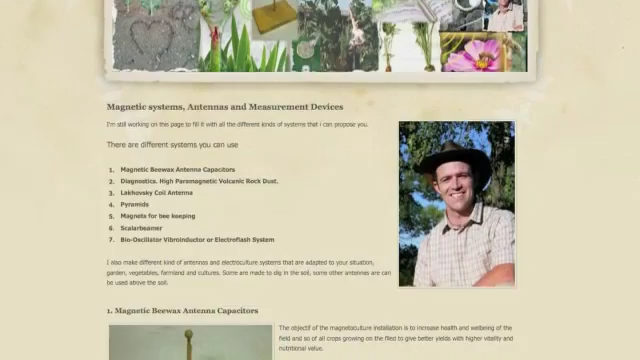 Magnetic systems, Antennas and Measurement Devices
I'm still working on this page to fill it with all the different kinds of systems that i can propose you.
There are different systems you can use
1. Magnetic Beewax Antenna Capacitors
2. Diagnostics. High Paramagnetic Volcanic Rock Dust.
3. Lakhovsky Coil Antenna
4. Pyramids
5. Magnets for bee keeping
6. Scalarbeamer
7. Bio-Oscillator Vibroinductor or Electroflash System
I also make different kind of antennas and electroculture systems that are adapted to your situation,
garden, vegetables, farmland and cultures. Some are made to dig in the soil, some other antennas are can
be used above the soil.
1. Magnetic Beewax Antenna Capacitors
The objectif of the magnetoculture installation is to increase health and wellbeing of the
field and so of all crops growing on the filed to give better yields with higher vitality and
nutritional value.